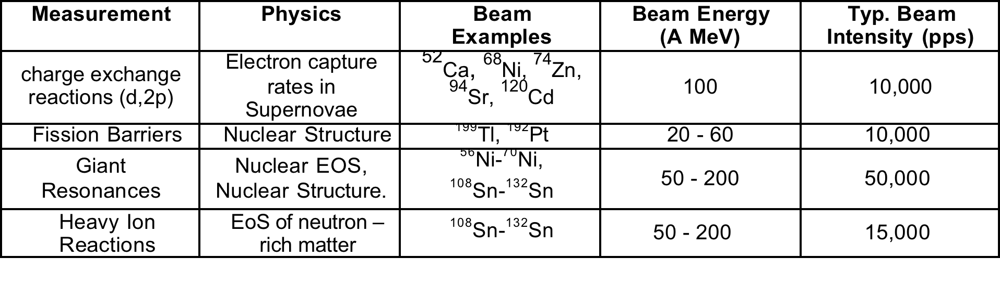 Measurement
Physics
Beam
Examples
Beam Energy
(A MeV)
Typ. Beam
Intensity (pps)
charge exchange
reactions (d,2p)
Electron capture
rates in
Supernovae
⁵²Ca, ⁶⁸Ni, ⁷⁴Zn,
⁹⁴Sr, ¹²⁰Cd
100
10,000
Fission Barriers
Nuclear Structure
¹⁹⁹Tl, ¹⁹²Pt
20 - 60
10,000
Giant
Resonances
Nuclear EOS,
Nuclear Structure.
⁵⁶Ni-⁷⁰Ni,
¹⁰⁸Sn-¹³²Sn
50 - 200
50,000
Heavy Ion
Reactions
EoS of neutron –
rich matter
¹⁰⁸Sn-¹³²Sn
50 - 200
15,000